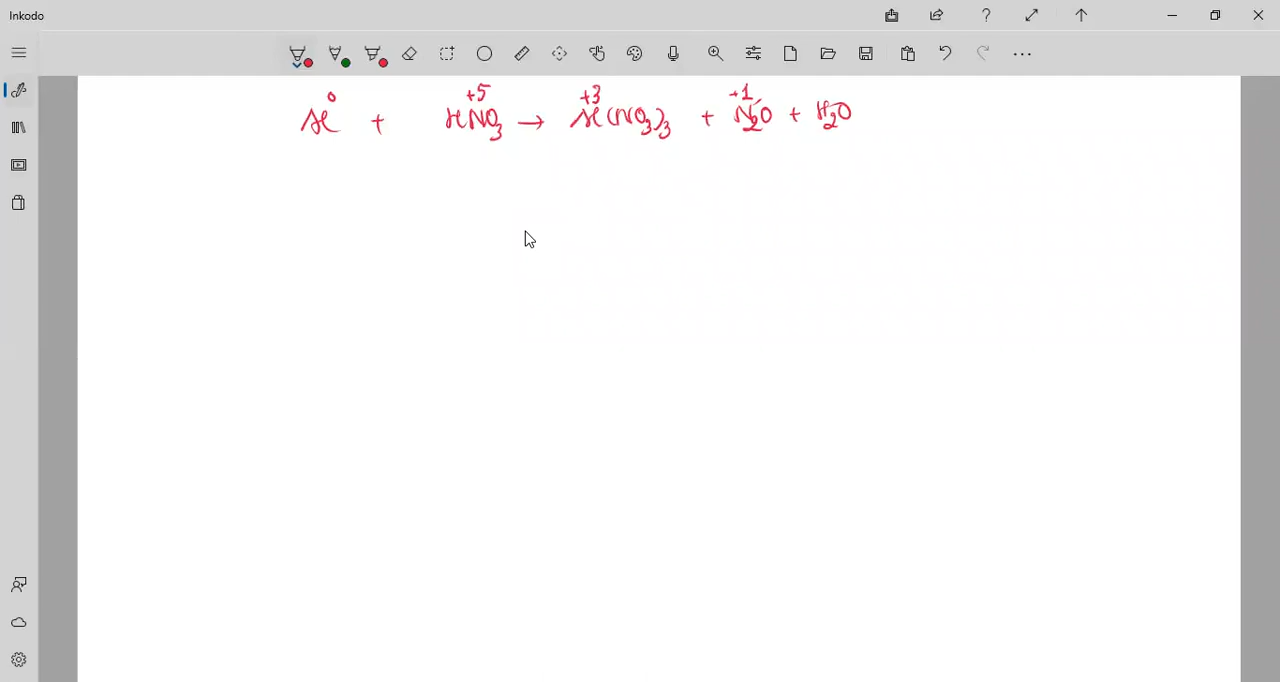 Inkodo
0 +5 +3 +1
Al + HNO3 → Al(NO3)3 + N2O + H2O